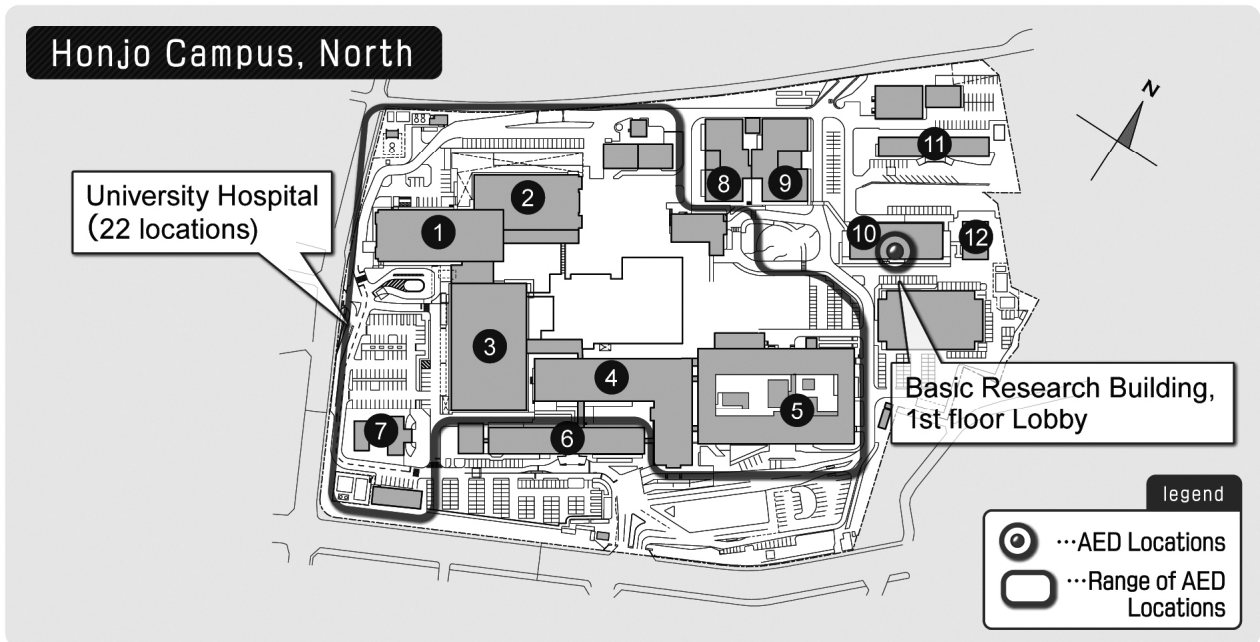 Honjo Campus, North
N
University Hospital
(22 locations)
1
2
3
4
5
6
7
8
9
10
11
12
Basic Research Building,
1st floor Lobby
legend
…AED Locations
…Range of AED
Locations